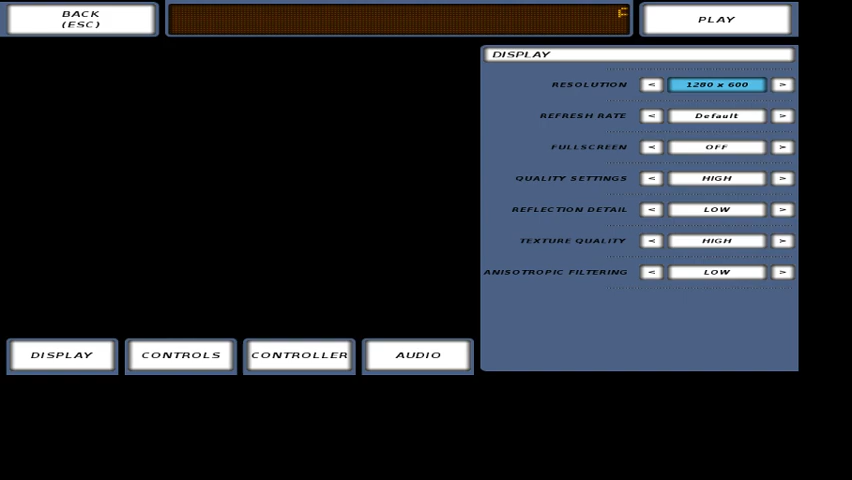 BACK
(ESC)
PLAY
DISPLAY
RESOLUTION < 1280 x 600 >
REFRESH RATE < Default >
FULLSCREEN < OFF >
QUALITY SETTINGS < HIGH >
REFLECTION DETAIL < LOW >
TEXTURE QUALITY < HIGH >
ANISOTROPIC FILTERING < LOW >
DISPLAY CONTROLS CONTROLLER AUDIO